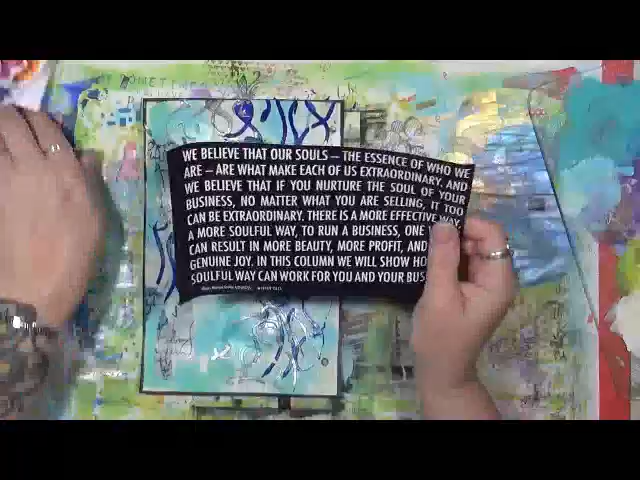 WE BELIEVE THAT OUR SOULS – THE ESSENCE OF WHO WE
ARE – ARE WHAT MAKE EACH OF US EXTRAORDINARY. AND
WE BELIEVE THAT IF YOU NURTURE THE SOUL OF YOUR
BUSINESS, NO MATTER WHAT YOU ARE SELLING, IT TOO
CAN BE EXTRAORDINARY. THERE IS A MORE EFFECTIVE WAY,
A MORE SOULFUL WAY, TO RUN A BUSINESS, ONE
CAN RESULT IN MORE BEAUTY, MORE PROFIT, AND
GENUINE JOY. IN THIS COLUMN WE WILL SHOW
SOULFUL WAY CAN WORK FOR YOU AND YOUR